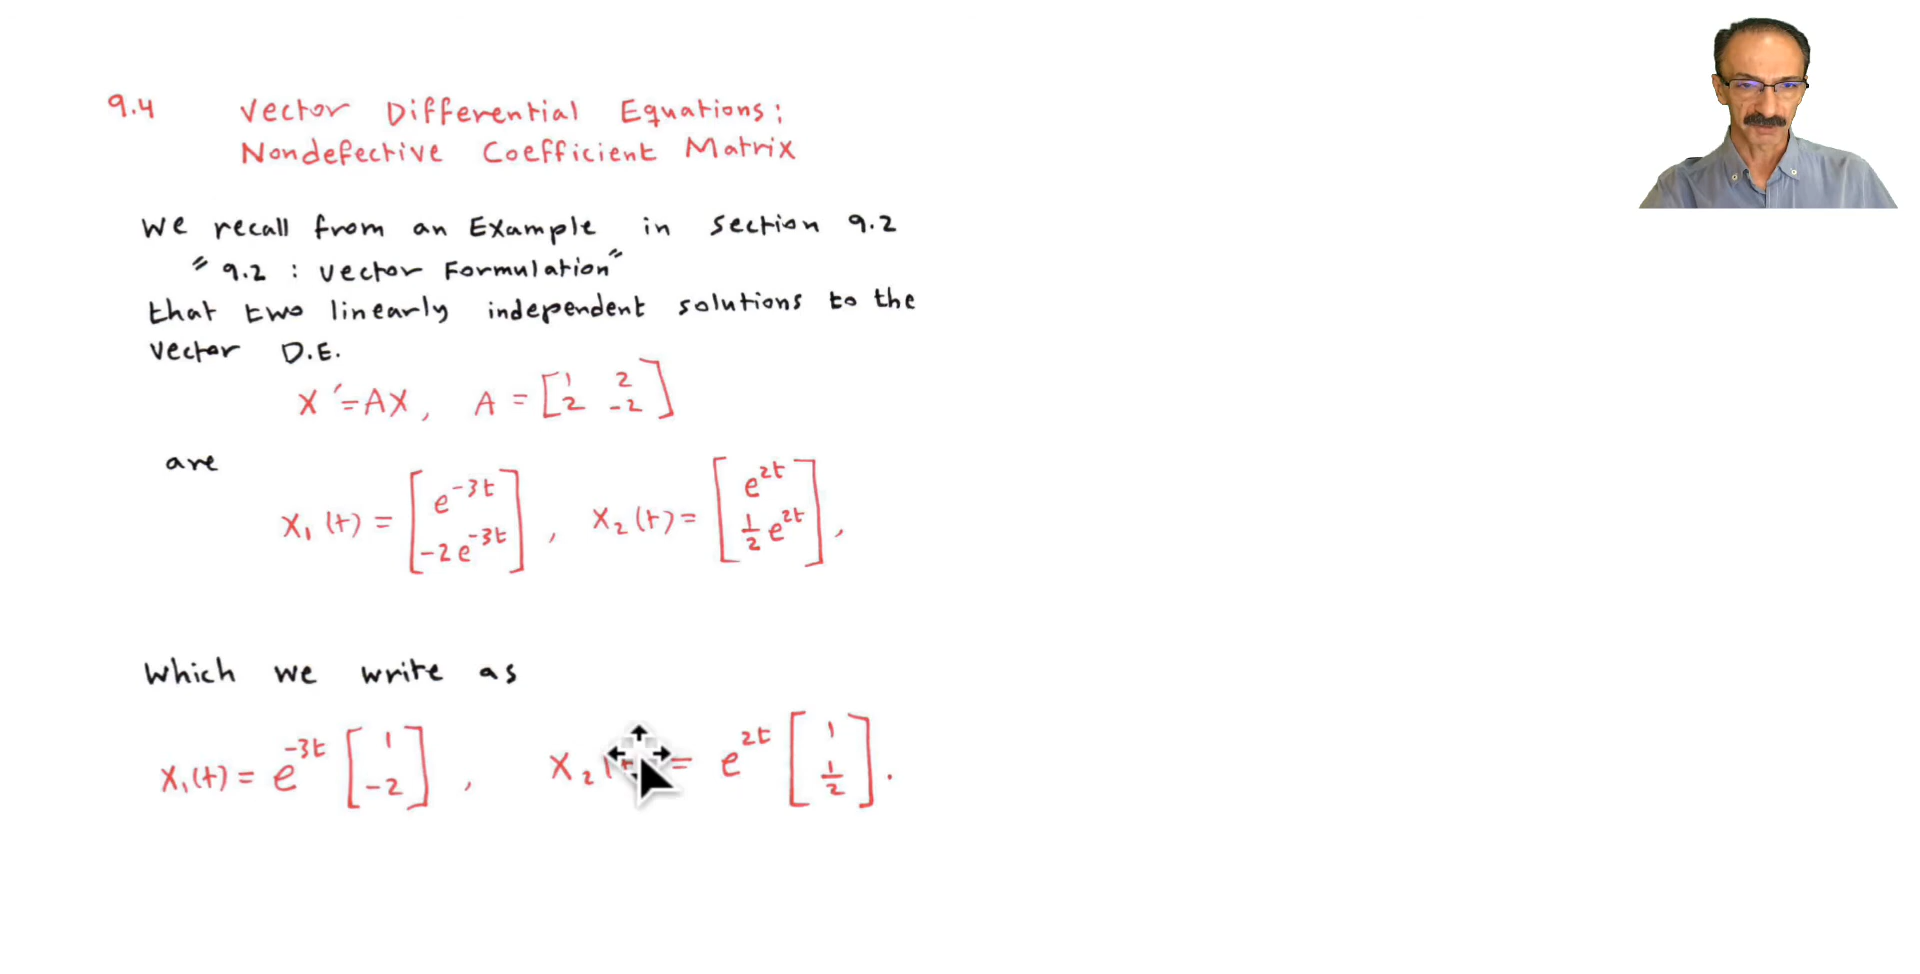 9.4 Vector Differential Equations:
Nondefective Coefficient Matrix
We recall from an Example in section 9.2
" 9.2 : Vector Formulation"
that two linearly independent solutions to the
Vector D.E.
X' = AX, A = [1 2; 2 -2]
are
X₁(t) = [e^{-3t}; -2e^{-3t}], X₂(t) = [e^{2t}; 1/2 e^{2t}],
Which we write as
X₁(t) = e^{-3t} [1; -2], X₂(t) = e^{2t} [1; 1/2].